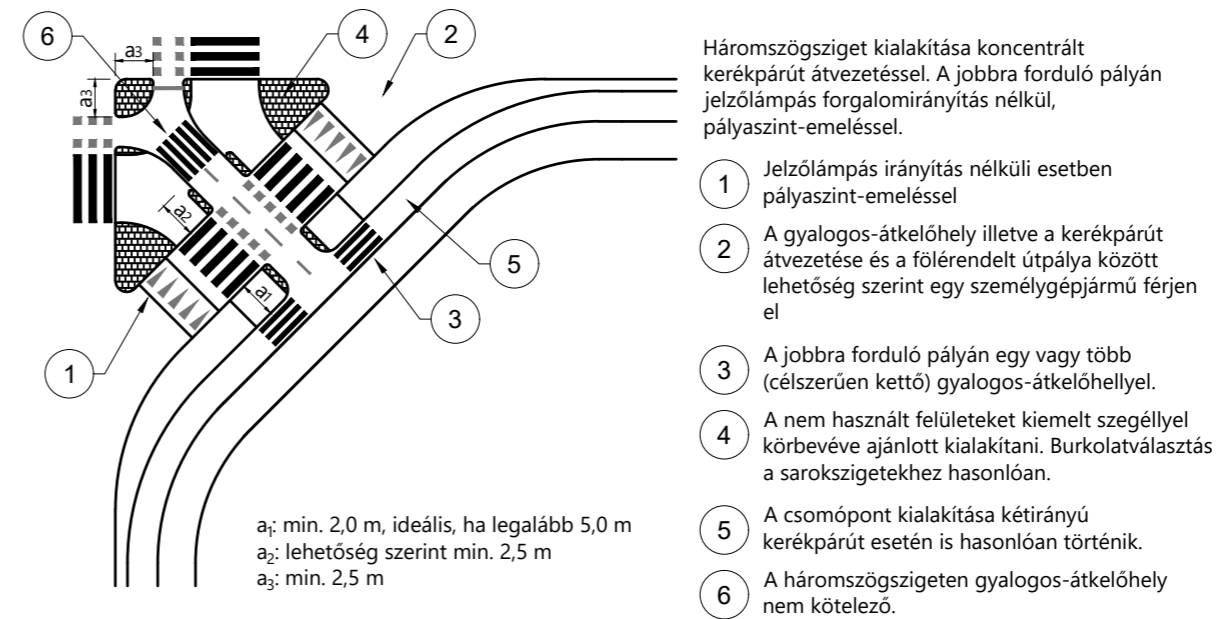 6
a3
a3
4
2
a2
a1
5
3
1
a₁: min. 2,0 m, ideális, ha legalább 5,0 m
a₂: lehetőség szerint min. 2,5 m
a₃: min. 2,5 m
Háromszögsziget kialakítása koncentrált
kerékpárút átvezetéssel. A jobbra forduló pályán
jelzőlámpás forgalomirányítás nélkül,
pályaszint-emeléssel.
1 Jelzőlámpás irányítás nélküli esetben
pályaszint-emeléssel
2 A gyalogos-átkelőhely illetve a kerékpárút
átvezetése és a fölérendelt útpálya között
lehetőség szerint egy személygépjármű férjen
el
3 A jobbra forduló pályán egy vagy több
(célszerűen kettő) gyalogos-átkelőhellyel.
4 A nem használt felületeket kiemelt szegéllyel
körbevéve ajánlott kialakítani. Burkolatválasztás
a sarokszigetekhez hasonlóan.
5 A csomópont kialakítása kétirányú
kerékpárút esetén is hasonlóan történik.
6 A háromszögszigeten gyalogos-átkelőhely
nem kötelező.